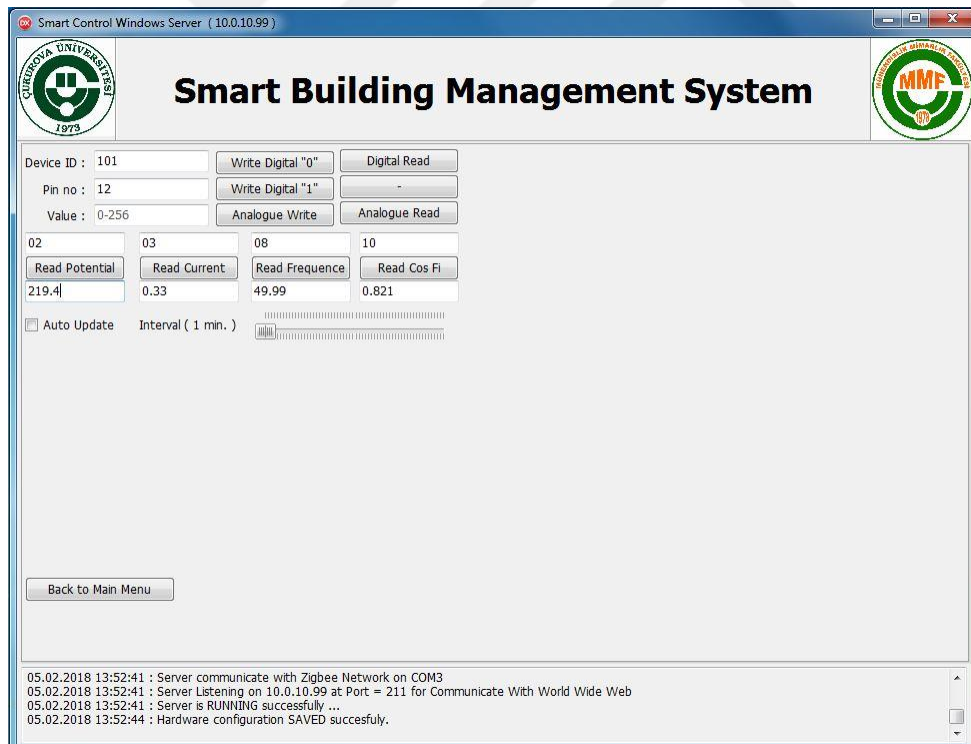 Smart Control Windows Server ( 10.0.10.99 )
ÇUKUROVA ÜNİVERSİTESİ
1973
Smart Building Management System
MÜHENDİSLİK MİMARLIK FAKÜLTESİ
MMF
1973
Device ID : 101 Write Digital "0" Digital Read
Pin no : 12 Write Digital "1" -
Value : 0-256 Analogue Write Analogue Read
02 03 08 10
Read Potential Read Current Read Frequence Read Cos Fi
219.4 0.33 49.99 0.821
Auto Update Interval ( 1 min. )
Back to Main Menu
05.02.2018 13:52:41 : Server communicate with Zigbee Network on COM3
05.02.2018 13:52:41 : Server Listening on 10.0.10.99 at Port = 211 for Communicate With World Wide Web
05.02.2018 13:52:41 : Server is RUNNING successfully ...
05.02.2018 13:52:44 : Hardware configuration SAVED succesfuly.